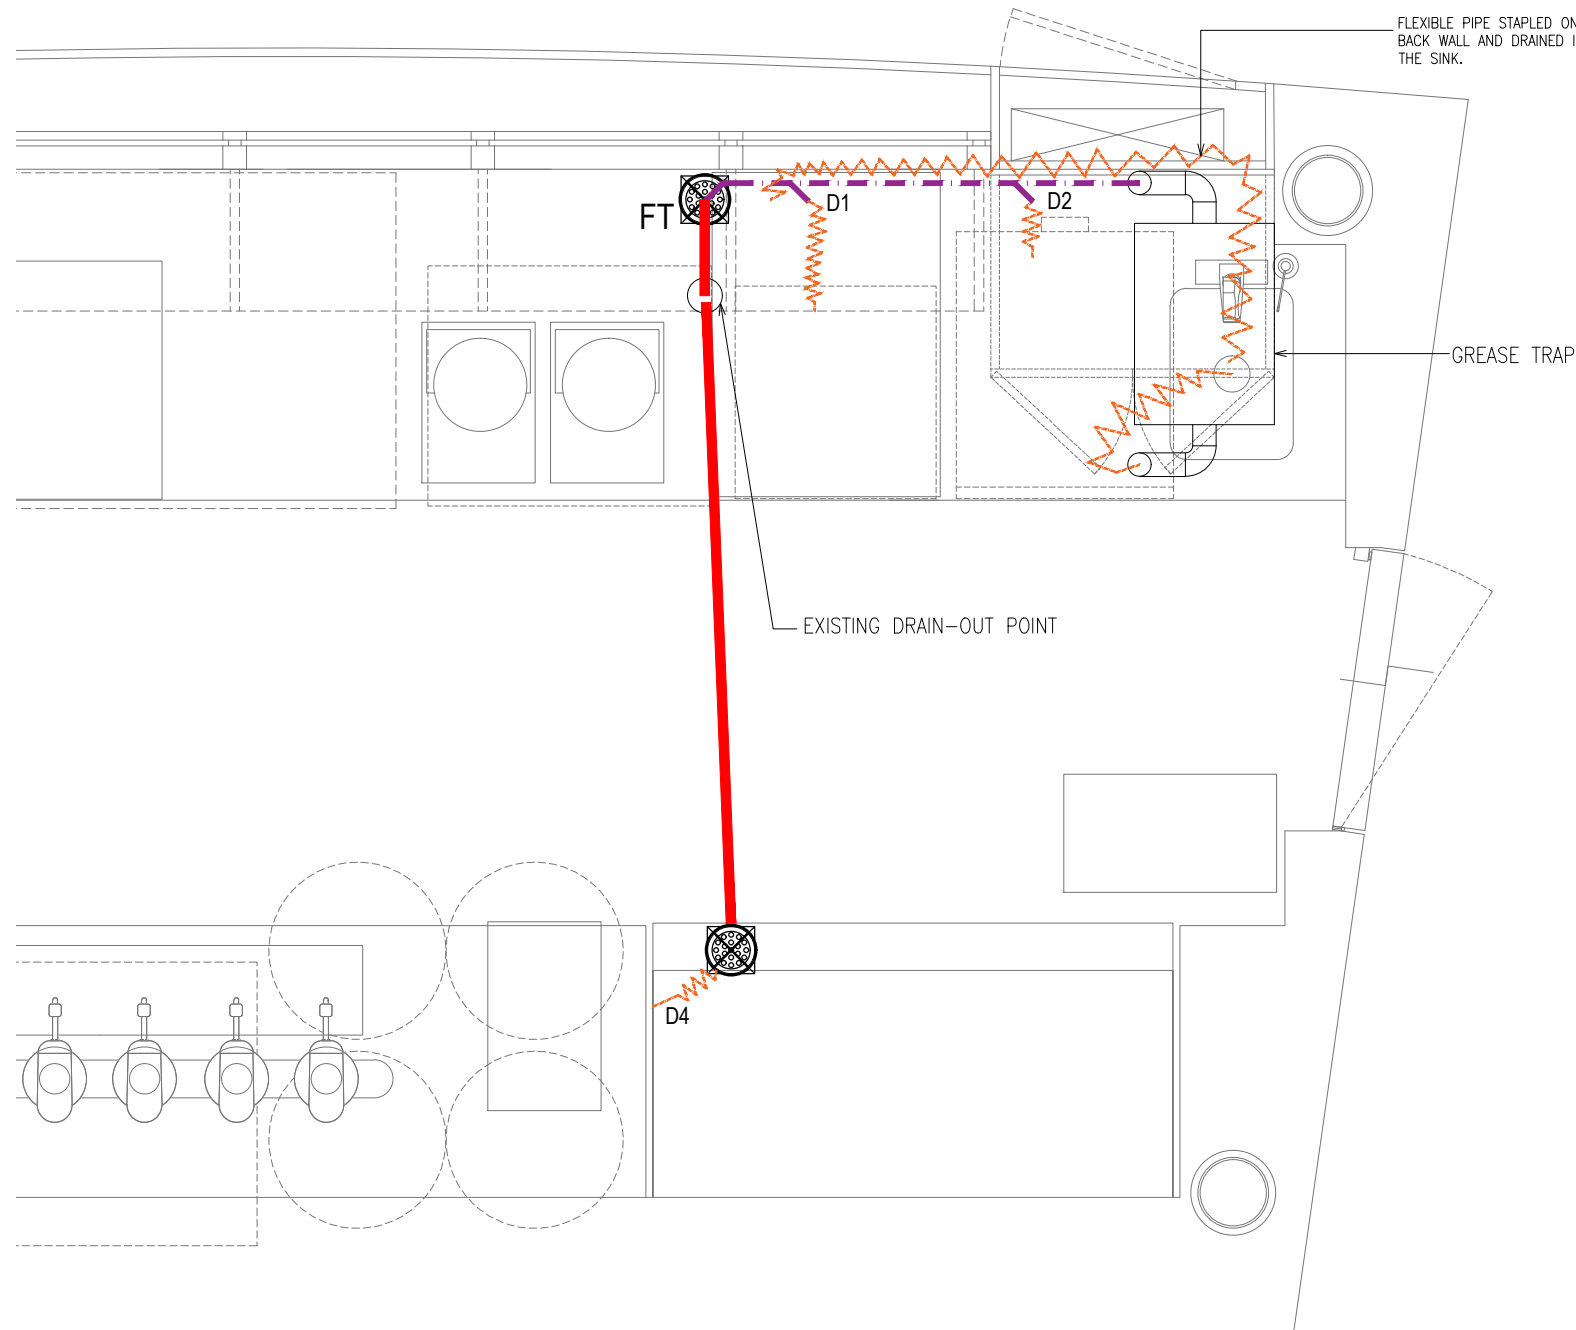 FLEXIBLE PIPE STAPLED ON
BACK WALL AND DRAINED I
THE SINK.
D1
D2
FT
GREASE TRAP
EXISTING DRAIN-OUT POINT
D4